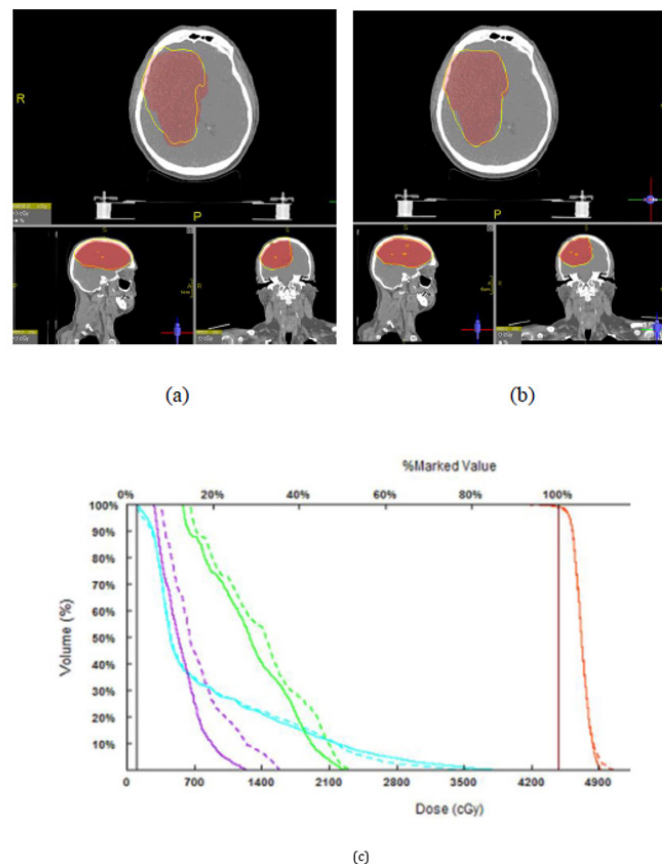 R
P
S
S
A
R
P
S
S
R
(a)
(b)
%Marked Value
0%
20%
40%
60%
80%
100%
100%
90%
80%
70%
60%
50%
40%
30%
20%
10%
Volume (%)
0
700
1400
2100
2800
3500
4200
4900
Dose (cGy)
(c)